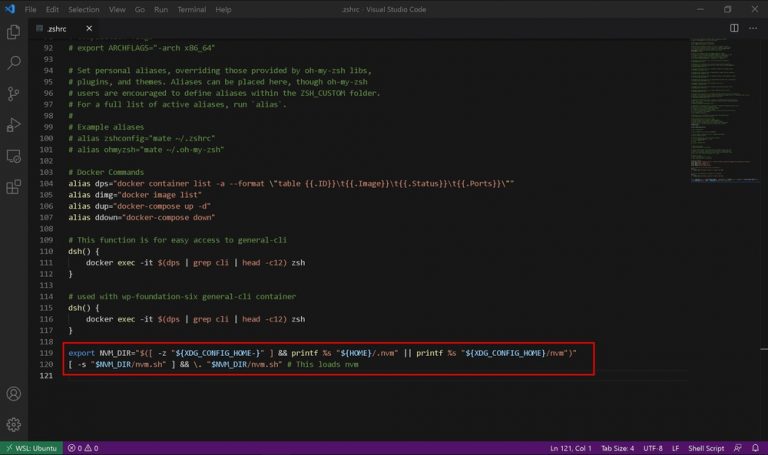 File Edit Selection View Go Run Terminal Help
.zshrc - Visual Studio Code
.zshrc
92 # export ARCHFLAGS="-arch x86_64"
93
94 # Set personal aliases, overriding those provided by oh-my-zsh libs,
95 # plugins, and themes. Aliases can be placed here, though oh-my-zsh
96 # users are encouraged to define aliases within the ZSH_CUSTOM folder.
97 # For a full list of active aliases, run `alias`.
98 #
99 # Example aliases
100 # alias zshconfig="mate ~/.zshrc"
101 # alias ohmyzsh="mate ~/.oh-my-zsh"
102
103 # Docker Commands
104 alias dps="docker container list -a --format \"table {{.ID}}\t{{.Image}}\t{{.Status}}\t{{.Ports}}\""
105 alias dimg="docker image list"
106 alias dup="docker-compose up -d"
107 alias ddown="docker-compose down"
108
109 # This function is for easy access to general-cli
110 dsh() {
111 docker exec -it $(dps | grep cli | head -c12) zsh
112 }
113
114 # used with wp-foundation-six general-cli container
115 dsh() {
116 docker exec -it $(dps | grep cli | head -c12) zsh
117 }
118
119 export NVM_DIR="$([ -z "${XDG_CONFIG_HOME-}" ] && printf %s "${HOME}/.nvm" || printf %s "${XDG_CONFIG_HOME}/nvm")"
120 [ -s "$NVM_DIR/nvm.sh" ] && \. "$NVM_DIR/nvm.sh" # This loads nvm
121
WSL: Ubuntu 0 0 Ln 121, Col 1 Tab Size: 4 UTF-8 LF Shell Script